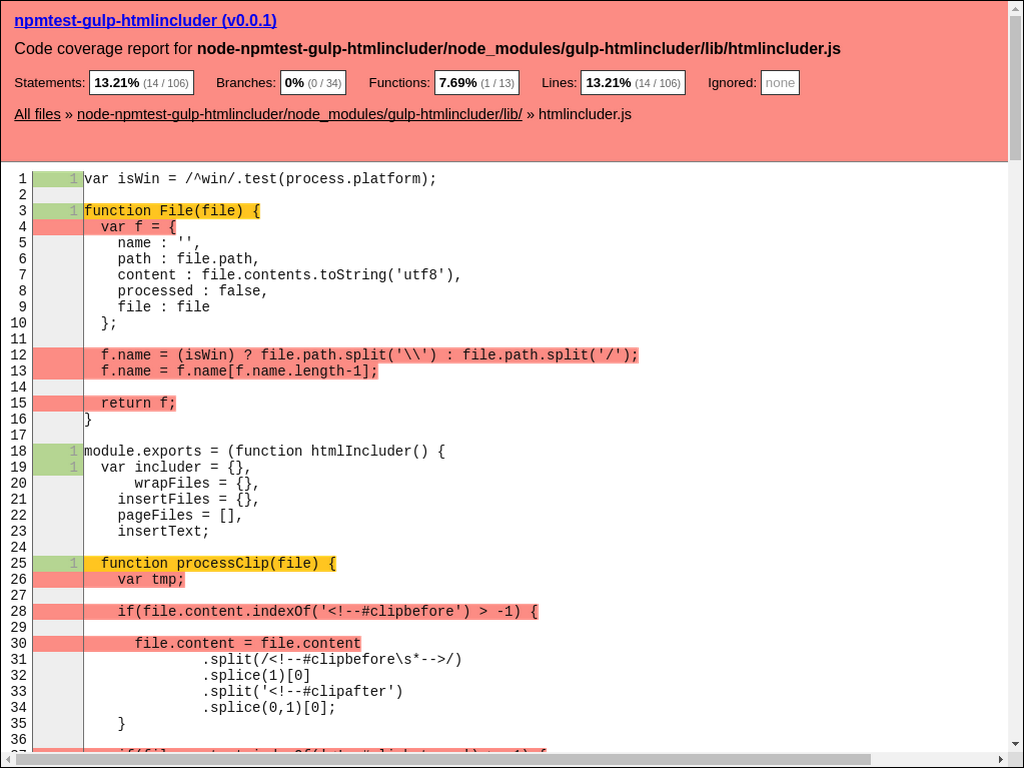 npmtest-gulp-htmlincluder (v0.0.1)
Code coverage report for node-npmtest-gulp-htmlincluder/node_modules/gulp-htmlincluder/lib/htmlincluder.js
Statements: 13.21% (14 / 106) Branches: 0% (0 / 34) Functions: 7.69% (1 / 13) Lines: 13.21% (14 / 106) Ignored: none
All files » node-npmtest-gulp-htmlincluder/node_modules/gulp-htmlincluder/lib/ » htmlincluder.js
1 1 var isWin = /^win/.test(process.platform);
2
3 1 function File(file) {
4 var f = {
5 name : '',
6 path : file.path,
7 content : file.contents.toString('utf8'),
8 processed : false,
9 file : file
10 };
11
12 f.name = (isWin) ? file.path.split('\\') : file.path.split('/');
13 f.name = f.name[f.name.length-1];
14
15 return f;
16 }
17
18 1 module.exports = (function htmlIncluder() {
19 1 var includer = {},
20 wrapFiles = {},
21 insertFiles = {},
22 pageFiles = [],
23 insertText;
24
25 1 function processClip(file) {
26 var tmp;
27
28 if(file.content.indexOf('<!--#clipbefore') > -1) {
29
30 file.content = file.content
31 .split(/<!--#clipbefore\s*-->/)
32 .splice(1)[0]
33 .split('<!--#clipafter')
34 .splice(0,1)[0];
35 }
36